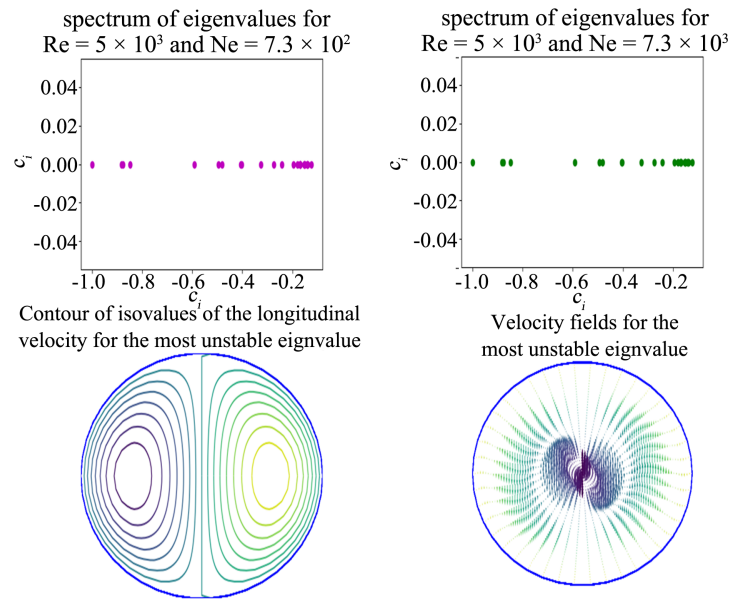 spectrum of eigenvalues for
Re = 5 × 10³ and Ne = 7.3 × 10²
0.04
0.02
0.00
-0.02
-0.04
c_i
-1.0 -0.8 -0.6 -0.4 -0.2
c_i
spectrum of eigenvalues for
Re = 5 × 10³ and Ne = 7.3 × 10³
0.04
0.02
0.00
-0.02
-0.04
c_i
-1.0 -0.8 -0.6 -0.4 -0.2
c_i
Contour of isovalues of the longitudinal
velocity for the most unstable eignvalue
Velocity fields for the
most unstable eignvalue